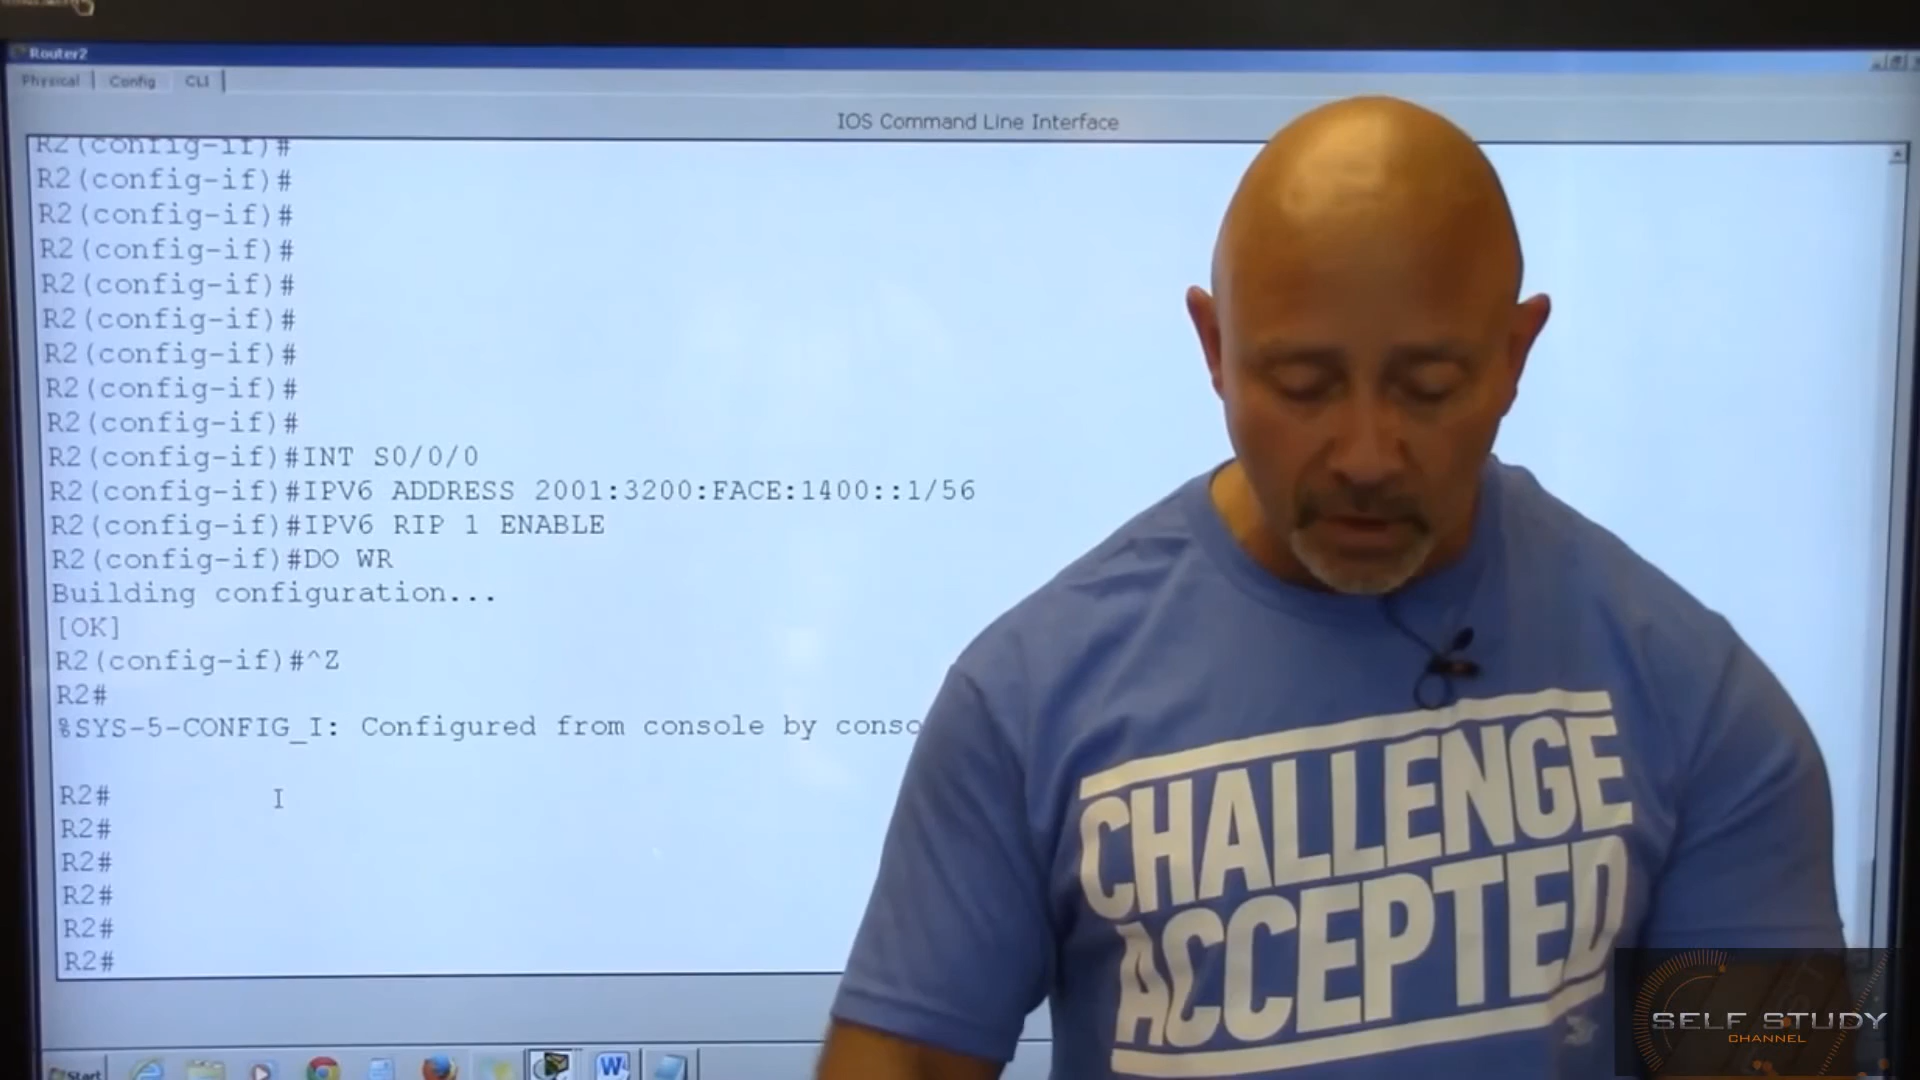 Router2
Physical Config CLI
IOS Command Line Interface
R2(config-if)#
R2(config-if)#
R2(config-if)#
R2(config-if)#
R2(config-if)#
R2(config-if)#
R2(config-if)#
R2(config-if)#
R2(config-if)#
R2(config-if)#INT S0/0/0
R2(config-if)#IPV6 ADDRESS 2001:3200:FACE:1400::1/56
R2(config-if)#IPV6 RIP 1 ENABLE
R2(config-if)#DO WR
Building configuration...
[OK]
R2(config-if)#^Z
R2#
%SYS-5-CONFIG_I: Configured from console by conso
R2#
R2#
R2#
R2#
R2#
R2#
Start
W
CHALLENGE
ACCEPTED
SELF STUDY
CHANNEL